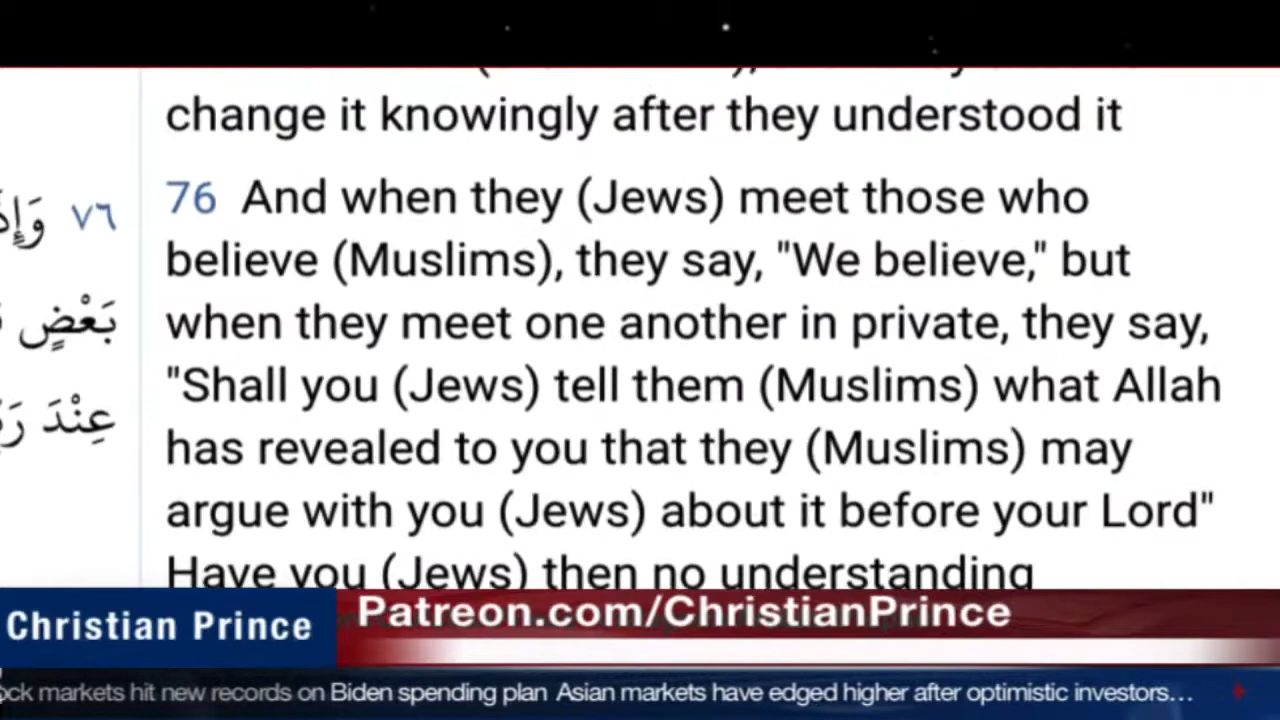 change it knowingly after they understood it
76 And when they (Jews) meet those who
٧٦ وَإِذَ
believe (Muslims), they say, "We believe," but
when they meet one another in private, they say,
بَعْضٍ
"Shall you (Jews) tell them (Muslims) what Allah
عِنْدَ
has revealed to you that they (Muslims) may
argue with you (Jews) about it before your Lord"
Have you (Jews) then no understanding
Christian Prince
Patreon.com/ChristianPrince
ock markets hit new records on Biden spending plan Asian markets have edged higher after optimistic investors...